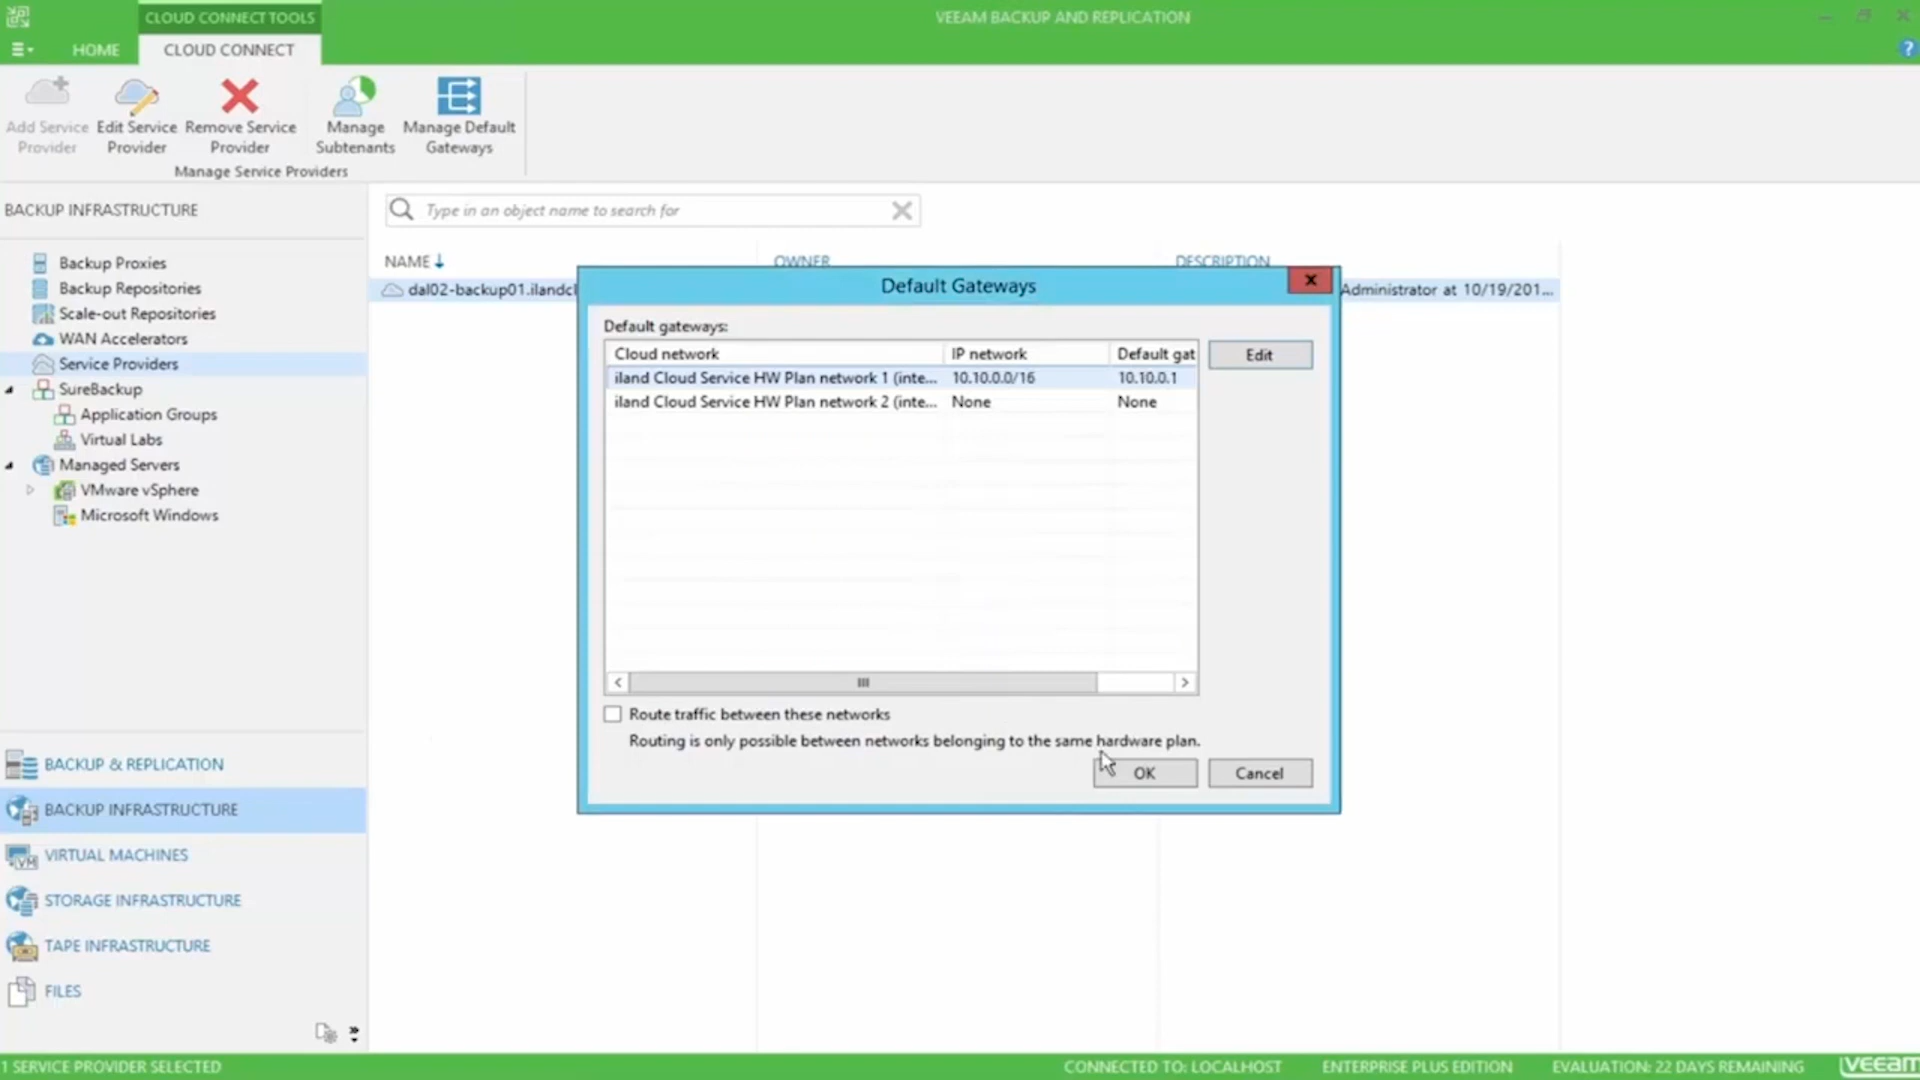 CLOUD CONNECT TOOLS
VEEAM BACKUP AND REPLICATION
HOME
CLOUD CONNECT
?
Add Service Provider
Edit Service Provider
Remove Service Provider
Manage Subtenants
Manage Default Gateways
Manage Service Providers
BACKUP INFRASTRUCTURE
Type in an object name to search for
Backup Proxies
Backup Repositories
Scale-out Repositories
WAN Accelerators
Service Providers
SureBackup
Application Groups
Virtual Labs
Managed Servers
VMware vSphere
Microsoft Windows
NAME
OWNER
DESCRIPTION
dal02-backup01.ilandcl
Administrator at 10/19/201...
Default Gateways
Default gateways:
Cloud network IP network Default gat
iland Cloud Service HW Plan network 1 (inte... 10.10.0.0/16 10.10.0.1
iland Cloud Service HW Plan network 2 (inte... None None
Edit
Route traffic between these networks
Routing is only possible between networks belonging to the same hardware plan.
OK
Cancel
BACKUP & REPLICATION
BACKUP INFRASTRUCTURE
VIRTUAL MACHINES
STORAGE INFRASTRUCTURE
TAPE INFRASTRUCTURE
FILES
1 SERVICE PROVIDER SELECTED
CONNECTED TO: LOCALHOST
ENTERPRISE PLUS EDITION
EVALUATION: 22 DAYS REMAINING
veeam